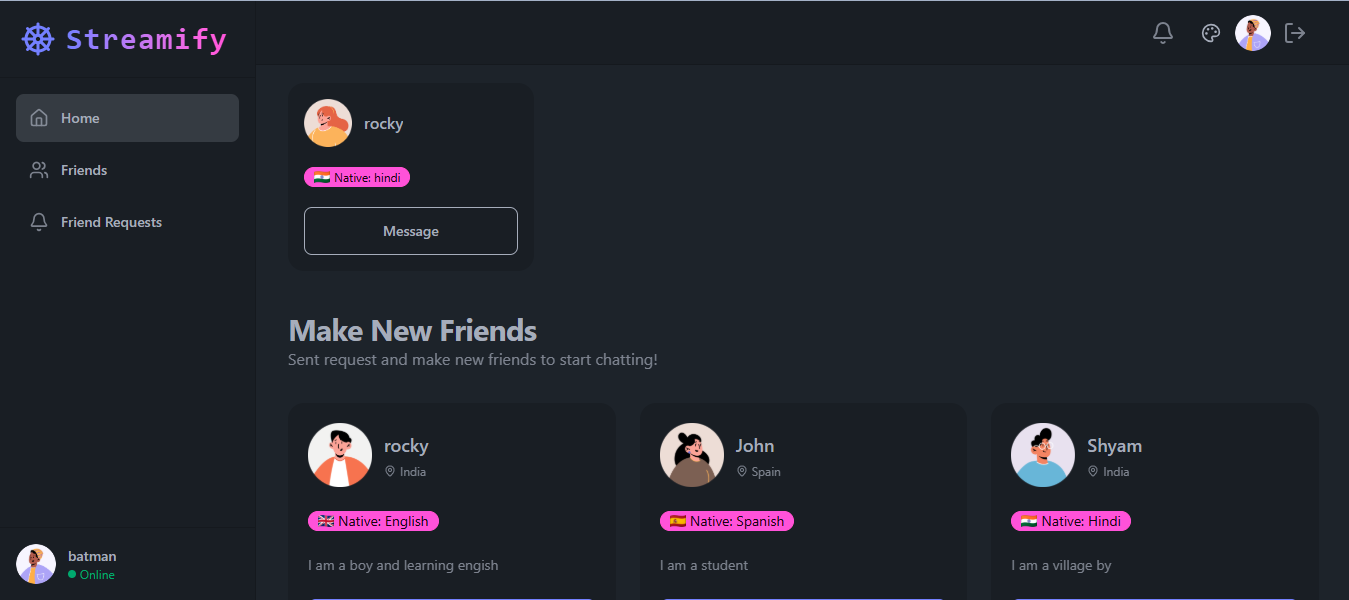 Streamify
Home
Friends
Friend Requests
batman
Online
rocky
Native: hindi
Message
Make New Friends
Sent request and make new friends to start chatting!
rocky
India
Native: English
I am a boy and learning engish
John
Spain
Native: Spanish
I am a student
Shyam
India
Native: Hindi
I am a village by